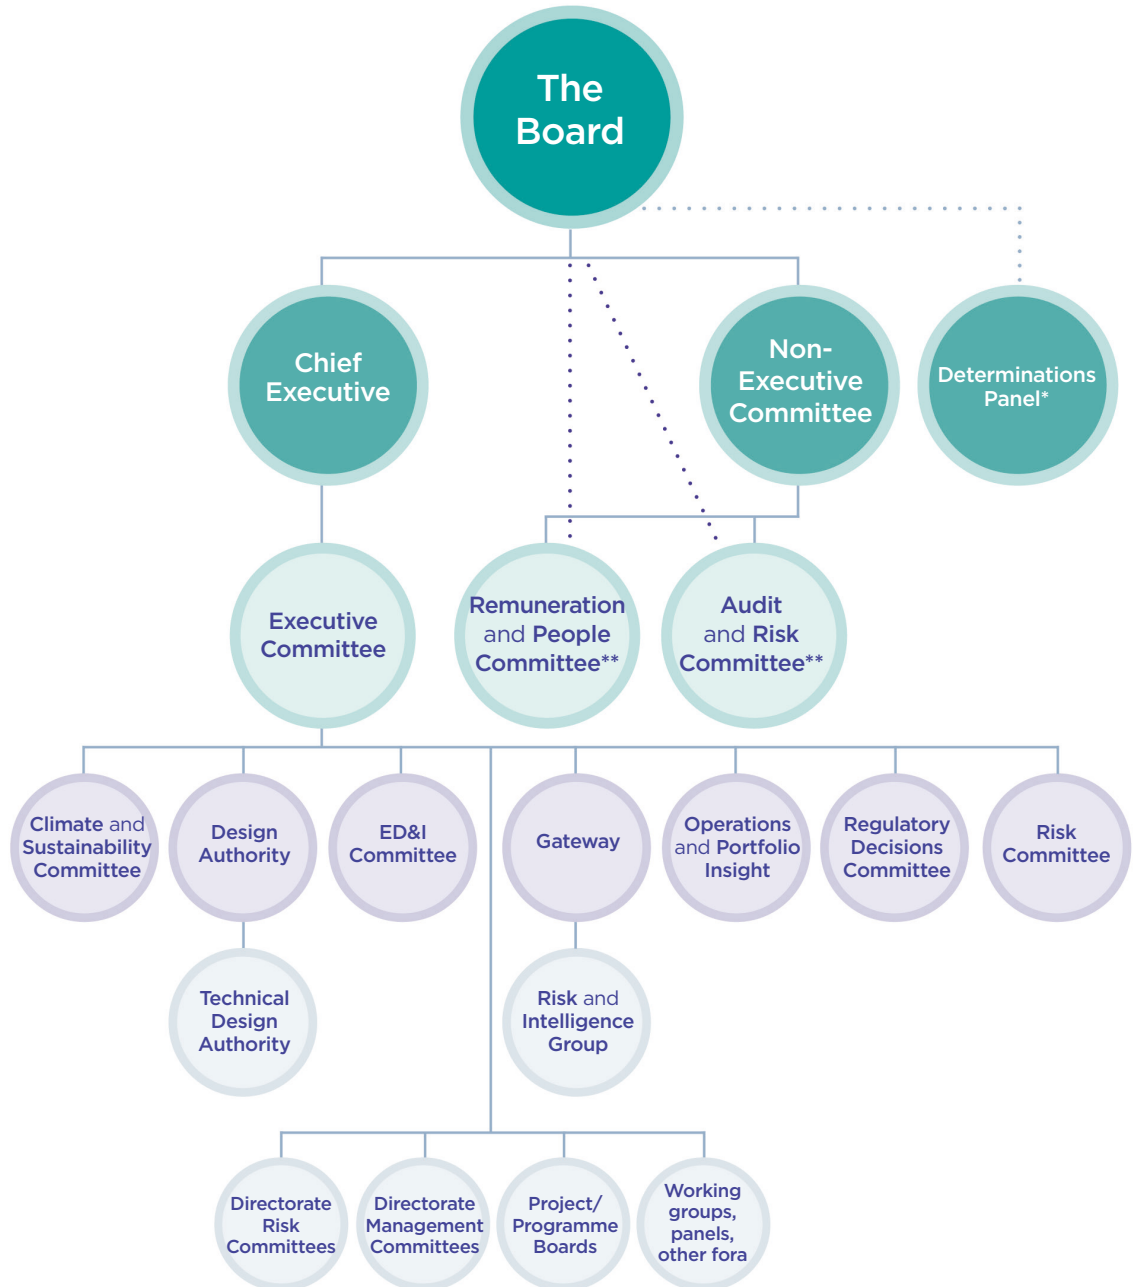 The
Board
Chief
Executive
Non-
Executive
Committee
Determinations
Panel*
Executive
Committee
Remuneration
and People
Committee**
Audit
and Risk
Committee**
Climate and
Sustainability
Committee
Design
Authority
ED&I
Committee
Gateway
Operations
and Portfolio
Insight
Regulatory
Decisions
Committee
Risk
Committee
Technical
Design
Authority
Risk and
Intelligence
Group
Directorate
Risk
Committees
Directorate
Management
Committees
Project/
Programme
Boards
Working
groups,
panels,
other fora